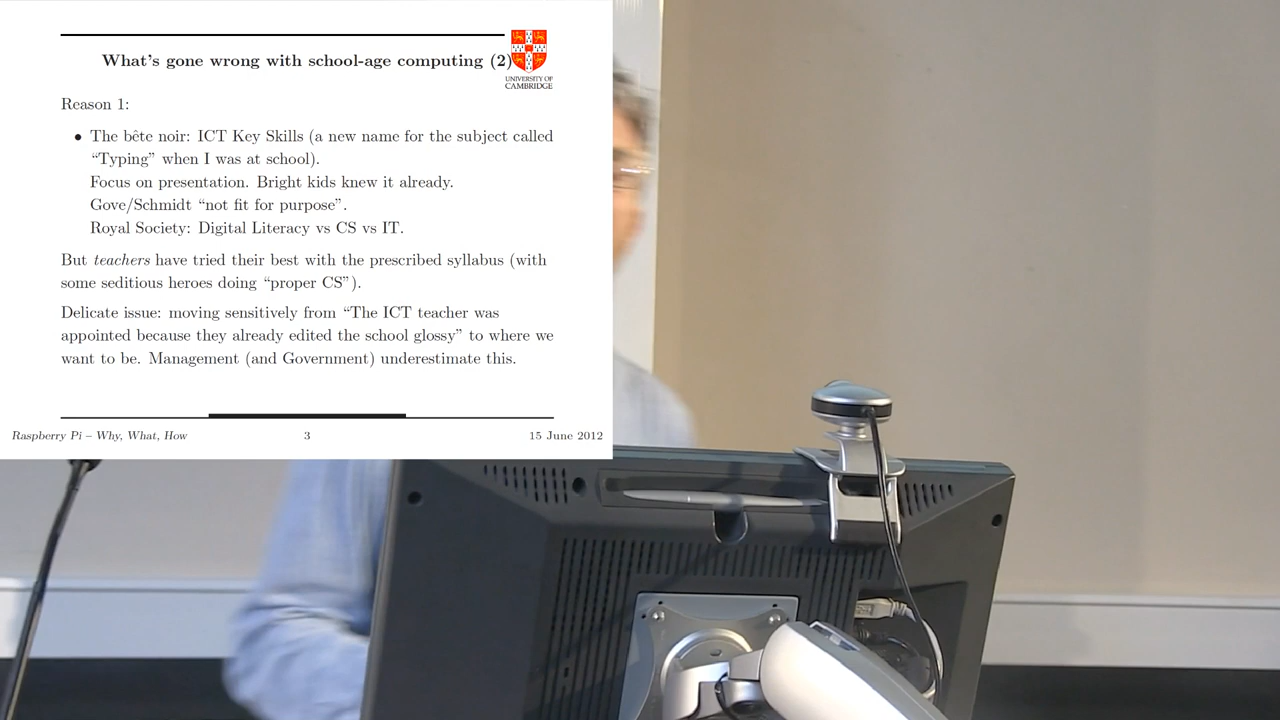 What's gone wrong with school-age computing (2)
UNIVERSITY OF
CAMBRIDGE
Reason 1:
• The bête noir: ICT Key Skills (a new name for the subject called
“Typing” when I was at school).
Focus on presentation. Bright kids knew it already.
Gove/Schmidt “not fit for purpose”.
Royal Society: Digital Literacy vs CS vs IT.
But teachers have tried their best with the prescribed syllabus (with
some seditious heroes doing “proper CS”).
Delicate issue: moving sensitively from “The ICT teacher was
appointed because they already edited the school glossy” to where we
want to be. Management (and Government) underestimate this.
Raspberry Pi – Why, What, How
3
15 June 2012